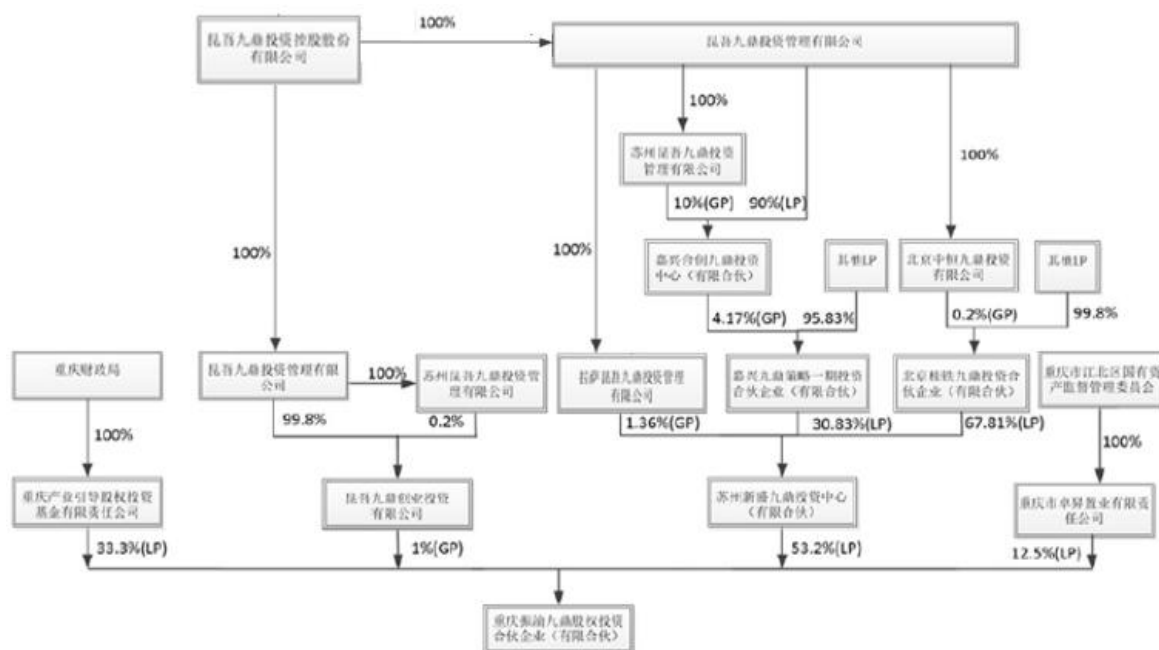 昆吾九鼎投资控股股份
有限公司
100%
昆吾九鼎投资管理有限公司
100%
苏州昆吾九鼎投资
管理有限公司
100%
10%(GP)
90%(LP)
100%
100%
嘉兴合创九鼎投资
中心（有限合伙）
其他LP
北京中恒九鼎投资
有限公司
其他LP
4.17%(GP)
95.83%
0.2%(GP)
99.8%
重庆财政局
昆吾九鼎投资管理有限
公司
100%
苏州昆吾九鼎投资管
理有限公司
拉萨昆吾九鼎投资管理
有限公司
嘉兴九鼎策略一期投资
合伙企业（有限合伙）
北京
九鼎投资合
伙企业（有限合伙）
重庆市江北区国有资
产监督管理委员会
100%
99.8%
0.2%
1.36%(GP)
30.83%(LP)
67.81%(LP)
100%
重庆产业引导股权投资
基金有限责任公司
昆吾九鼎创业投资
有限公司
苏州新盛九鼎投资中心
（有限合伙）
重庆市卓昇置业有限责
任公司
33.3%(LP)
1%(GP)
53.2%(LP)
12.5%(LP)
重庆振渝九鼎股权投资
合伙企业（有限合伙）